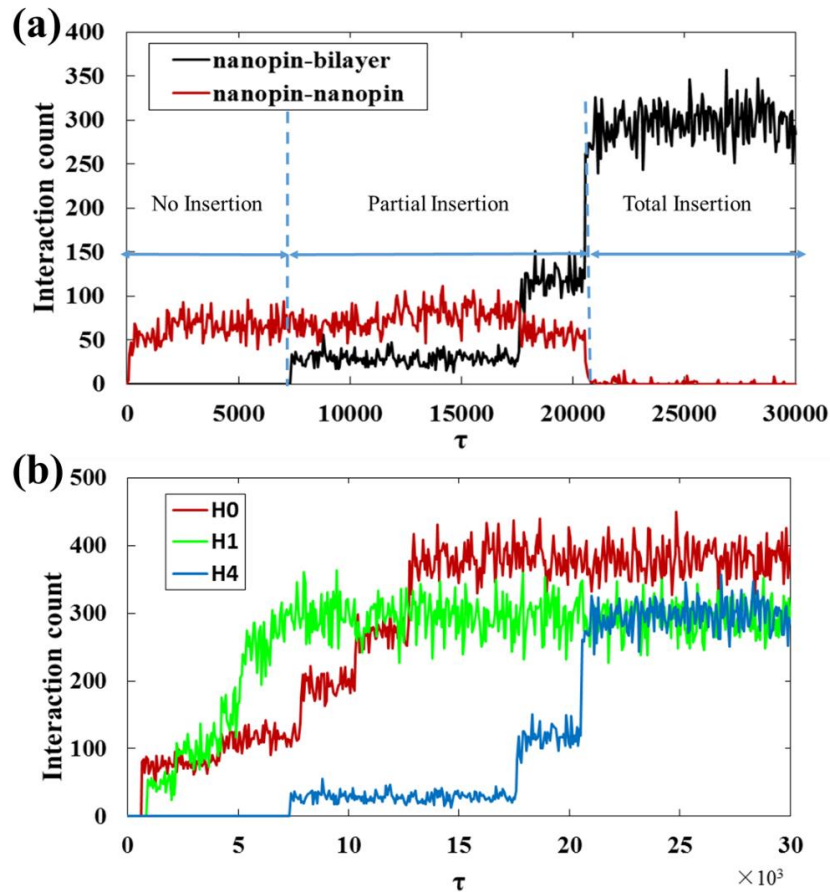 (a)
400
350
300
250
200
150
100
50
0
Interaction count
nanopin-bilayer
nanopin-nanopin
No Insertion
Partial Insertion
Total Insertion
0 5000 10000 15000 20000 25000 30000
τ
(b)
500
400
300
200
100
0
Interaction count
H0
H1
H4
0 5 10 15 20 25 30
τ
×10³